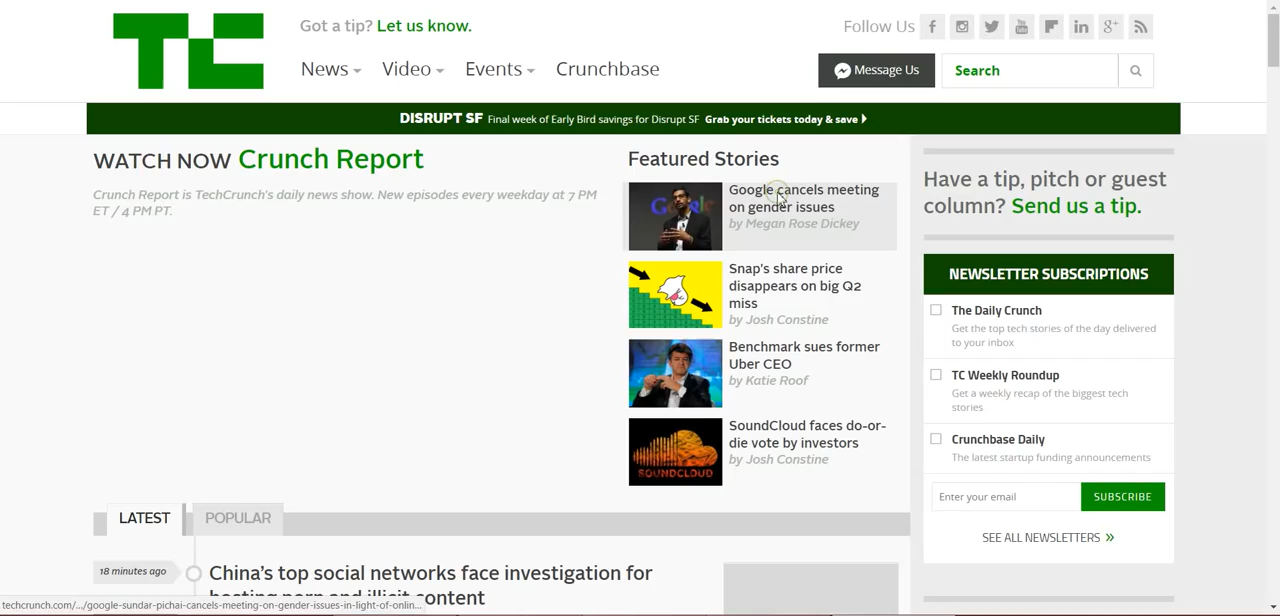 TC
Got a tip? Let us know.
Follow Us
News
Video
Events
Crunchbase
Message Us
Search
DISRUPT SF Final week of Early Bird savings for Disrupt SF Grab your tickets today & save
WATCH NOW Crunch Report
Crunch Report is TechCrunch's daily news show. New episodes every weekday at 7 PM
ET / 4 PM PT.
Featured Stories
Google
Google cancels meeting
on gender issues
by Megan Rose Dickey
Snap's share price
disappears on big Q2
miss
by Josh Constine
Benchmark sues former
Uber CEO
by Katie Roof
SOUNDCLOUD
SoundCloud faces do-or-
die vote by investors
by Josh Constine
Have a tip, pitch or guest
column? Send us a tip.
NEWSLETTER SUBSCRIPTIONS
The Daily Crunch
Get the top tech stories of the day delivered
to your inbox
TC Weekly Roundup
Get a weekly recap of the biggest tech
stories
Crunchbase Daily
The latest startup funding announcements
Enter your email
SUBSCRIBE
SEE ALL NEWSLETTERS »
LATEST
POPULAR
18 minutes ago
China's top social networks face investigation for
hosting porn and illicit content
techcrunch.com/.../google-sundar-pichai-cancels-meeting-on-gender-issues-in-light-of-onlin...